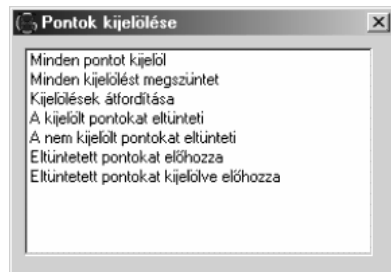 Pontok kijelölése
Minden pontot kijelöl
Minden kijelölést megszüntet
Kijelölések átfordítása
A kijelölt pontokat eltünteti
A nem kijelölt pontokat eltünteti
Eltüntetett pontokat előhozza
Eltüntetett pontokat kijelölve előhozza